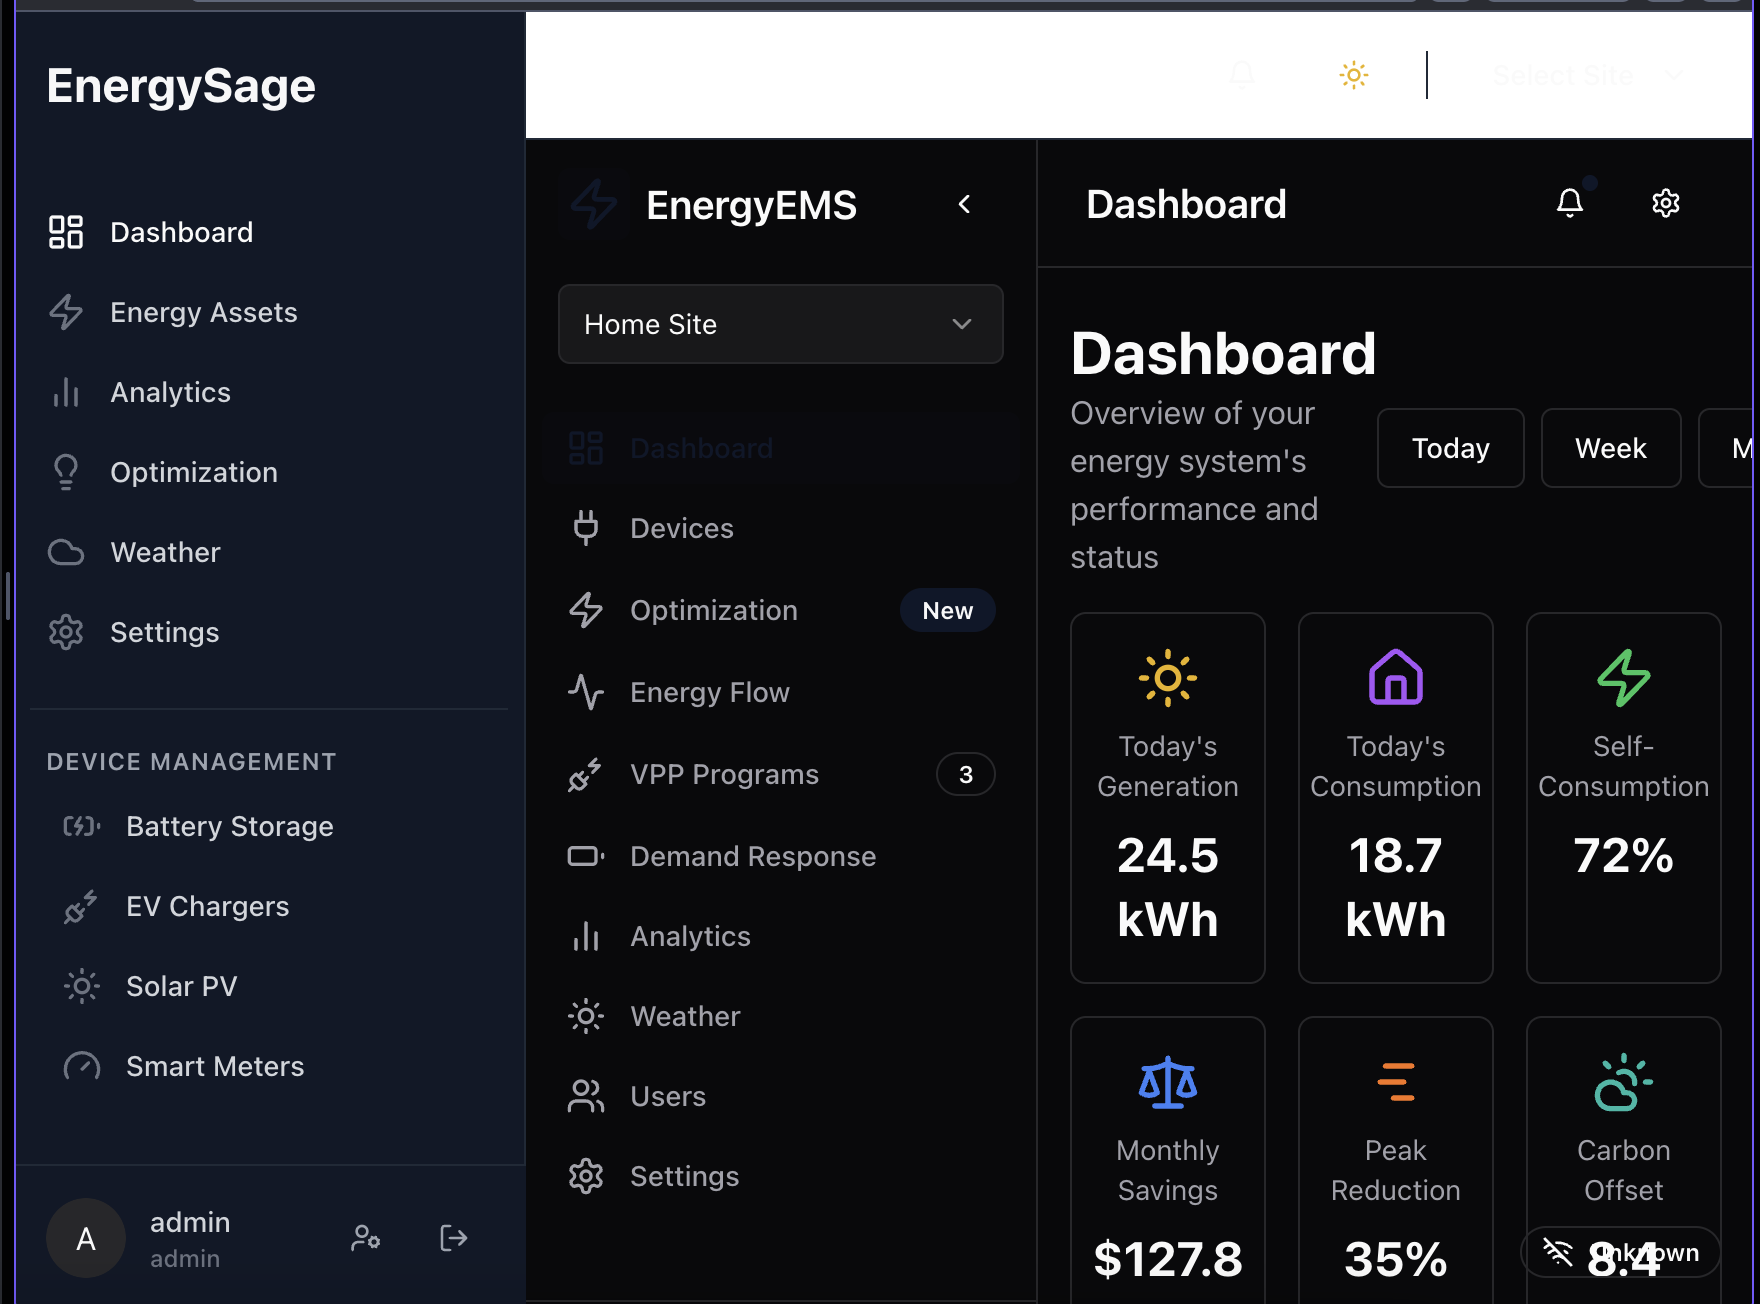 EnergySage
Dashboard
Energy Assets
Analytics
Optimization
Weather
Settings
DEVICE MANAGEMENT
Battery Storage
EV Chargers
Solar PV
Smart Meters
A
admin
admin
Select Site
EnergyEMS
Home Site
Dashboard
Devices
Optimization
New
Energy Flow
VPP Programs
3
Demand Response
Analytics
Weather
Users
Settings
Dashboard
Dashboard
Overview of your
energy system's
performance and
status
Today
Week
M
Today's
Generation
24.5
kWh
Today's
Consumption
18.7
kWh
Self-
Consumption
72%
Monthly
Savings
$127.8
Peak
Reduction
35%
Carbon
Offset
8.4
Unknown